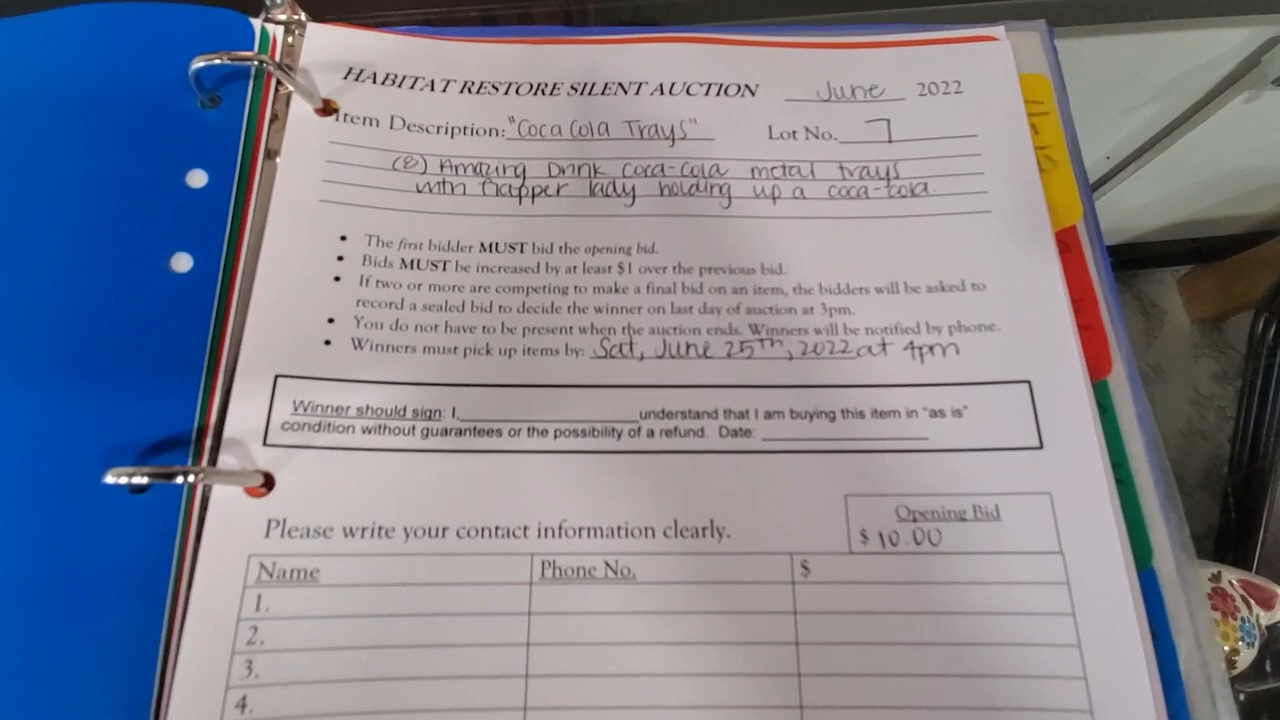 HABITAT RESTORE SILENT AUCTION June 2022
Item Description: "Coca Cola Trays" Lot No. 7
(8) Amazing Drink Coca-Cola metal trays
with flapper lady holding up a coca-cola.
• The first bidder MUST bid the opening bid.
• Bids MUST be increased by at least $1 over the previous bid.
• If two or more are competing to make a final bid on an item, the bidders will be asked to
record a sealed bid to decide the winner on last day of auction at 3pm.
• You do not have to be present when the auction ends. Winners will be notified by phone.
• Winners must pick up items by: Sat, June 25th, 2022 at 4pm
Winner should sign: I, understand that I am buying this item in "as is"
condition without guarantees or the possibility of a refund. Date:
Opening Bid
Please write your contact information clearly. $ 10.00
Name Phone No. $
1.
2.
3.
4.